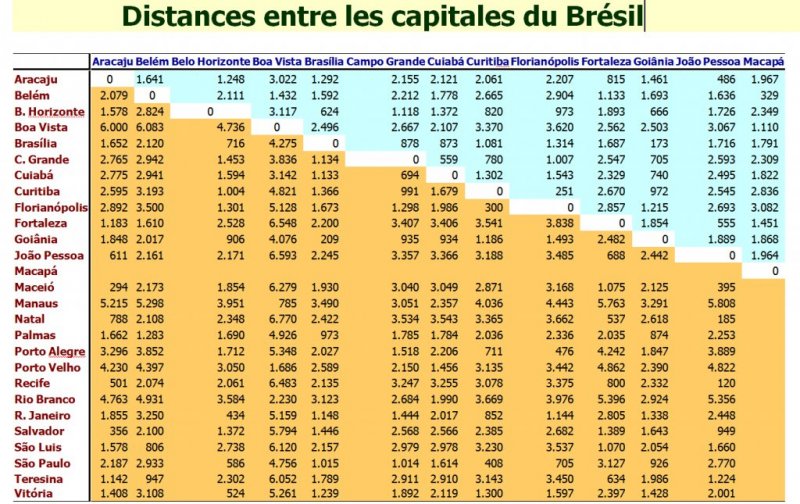 Distances entre les capitales du Brésil
Aracaju Belém Belo Horizonte Boa Vista Brasília Campo Grande Cuiabá Curitiba Florianópolis Fortaleza Goiânia João Pessoa Macapá
Aracaju 0 1.641 1.248 3.022 1.292 2.155 2.121 2.061 2.207 815 1.461 486 1.967
Belém 2.079 0 2.111 1.432 1.592 2.212 1.778 2.665 2.904 1.133 1.693 1.636 329
B. Horizonte 1.578 2.824 0 3.117 624 1.118 1.372 820 973 1.893 666 1.726 2.349
Boa Vista 6.000 6.083 4.736 0 2.496 2.667 2.107 3.370 3.620 2.562 2.503 3.067 1.110
Brasília 1.652 2.120 716 4.275 0 878 873 1.081 1.314 1.687 173 1.716 1.791
C. Grande 2.765 2.942 1.453 3.836 1.134 0 559 780 1.007 2.547 705 2.593 2.309
Cuiabá 2.775 2.941 1.594 3.142 1.133 694 0 1.302 1.543 2.329 740 2.495 1.822
Curitiba 2.595 3.193 1.004 4.821 1.366 991 1.679 0 251 2.670 972 2.545 2.836
Florianópolis 2.892 3.500 1.301 5.128 1.673 1.298 1.986 300 0 2.857 1.215 2.693 3.082
Fortaleza 1.183 1.610 2.528 6.548 2.200 3.407 3.406 3.541 3.838 0 1.854 555 1.451
Goiânia 1.848 2.017 906 4.076 209 935 934 1.186 1.493 2.482 0 1.889 1.868
João Pessoa 611 2.161 2.171 6.593 2.245 3.357 3.366 3.188 3.485 688 2.442 0 1.964
Macapá 0
Maceió 294 2.173 1.854 6.279 1.930 3.040 3.049 2.871 3.168 1.075 2.125 395
Manaus 5.215 5.298 3.951 785 3.490 3.051 2.357 4.036 4.443 5.763 3.291 5.808
Natal 788 2.108 2.348 6.770 2.422 3.534 3.543 3.365 3.662 537 2.618 185
Palmas 1.662 1.283 1.690 4.926 973 1.785 1.784 2.036 2.336 2.035 874 2.253
Porto Alegre 3.296 3.852 1.712 5.348 2.027 1.518 2.206 711 476 4.242 1.847 3.889
Porto Velho 4.230 4.397 3.050 1.686 2.589 2.150 1.456 3.135 3.442 4.862 2.390 4.822
Recife 501 2.074 2.061 6.483 2.135 3.247 3.255 3.078 3.375 800 2.332 120
Rio Branco 4.763 4.931 3.584 2.230 3.123 2.684 1.990 3.669 3.976 5.396 2.924 5.356
R. Janeiro 1.855 3.250 434 5.159 1.148 1.444 2.017 852 1.144 2.805 1.338 2.448
Salvador 356 2.100 1.372 5.794 1.446 2.568 2.566 2.385 2.682 1.389 1.643 949
São Luis 1.578 806 2.738 6.120 2.157 2.979 2.978 3.230 3.537 1.070 2.054 1.660
São Paulo 2.187 2.933 586 4.756 1.015 1.014 1.614 408 705 3.127 926 2.770
Teresina 1.142 947 2.302 6.052 1.789 2.911 2.910 3.143 3.450 634 1.986 1.224
Vitória 1.408 3.108 524 5.261 1.239 1.892 2.119 1.300 1.597 2.397 1.428 2.001